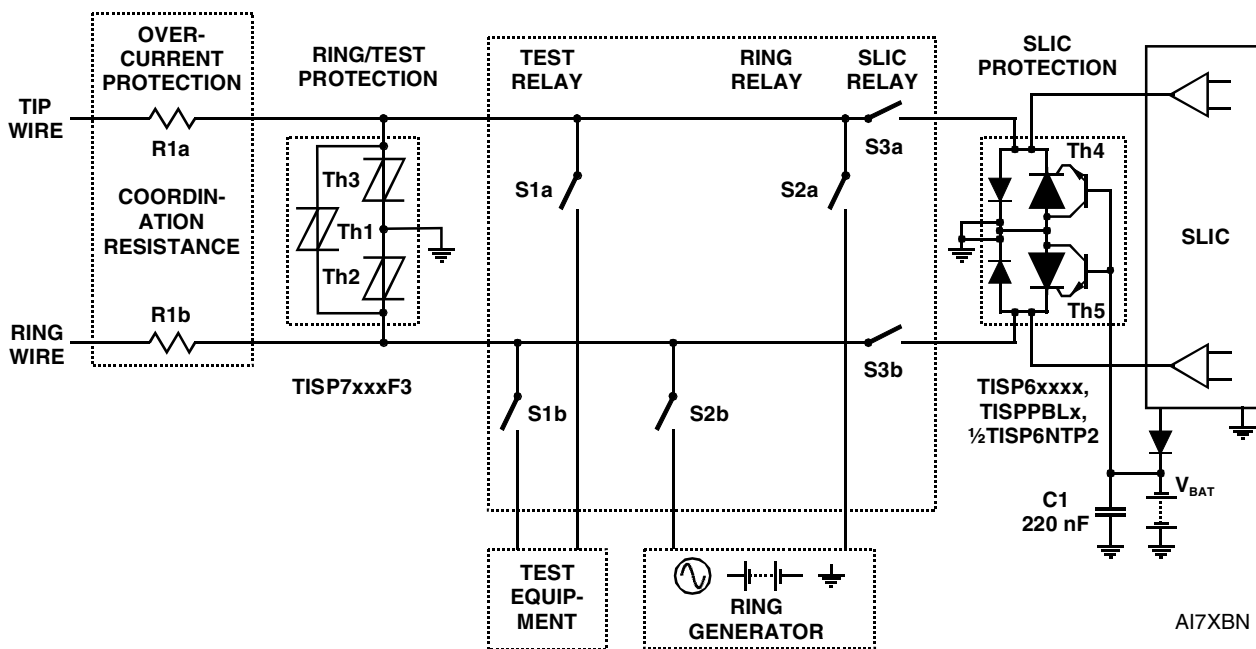 OVER-
CURRENT
PROTECTION
RING/TEST
PROTECTION
TEST
RELAY
RING
RELAY
SLIC
RELAY
SLIC
PROTECTION
TIP
WIRE
R1a
COORDIN-
ATION
RESISTANCE
Th3
Th1
Th2
S1a
S2a
S3a
Th4
Th5
SLIC
RING
WIRE
R1b
TISP7xxxF3
S1b
S2b
S3b
TISP6xxxx,
TISPPBLx,
½TISP6NTP2
C1
220 nF
VBAT
TEST
EQUIP-
MENT
RING
GENERATOR
AI7XBN